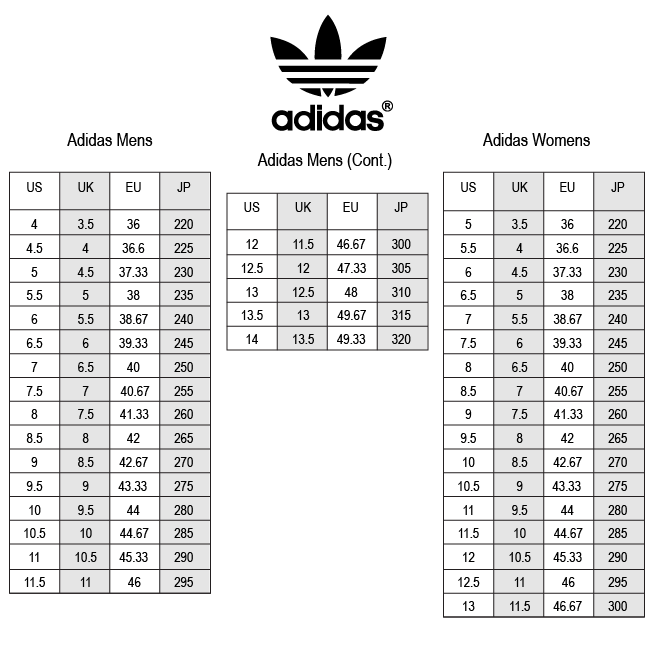 adidas®
Adidas Mens
US UK EU JP
4 3.5 36 220
4.5 4 36.6 225
5 4.5 37.33 230
5.5 5 38 235
6 5.5 38.67 240
6.5 6 39.33 245
7 6.5 40 250
7.5 7 40.67 255
8 7.5 41.33 260
8.5 8 42 265
9 8.5 42.67 270
9.5 9 43.33 275
10 9.5 44 280
10.5 10 44.67 285
11 10.5 45.33 290
11.5 11 46 295
Adidas Mens (Cont.)
US UK EU JP
12 11.5 46.67 300
12.5 12 47.33 305
13 12.5 48 310
13.5 13 49.67 315
14 13.5 49.33 320
Adidas Womens
US UK EU JP
5 3.5 36 220
5.5 4 36.6 225
6 4.5 37.33 230
6.5 5 38 235
7 5.5 38.67 240
7.5 6 39.33 245
8 6.5 40 250
8.5 7 40.67 255
9 7.5 41.33 260
9.5 8 42 265
10 8.5 42.67 270
10.5 9 43.33 275
11 9.5 44 280
11.5 10 44.67 285
12 10.5 45.33 290
12.5 11 46 295
13 11.5 46.67 300